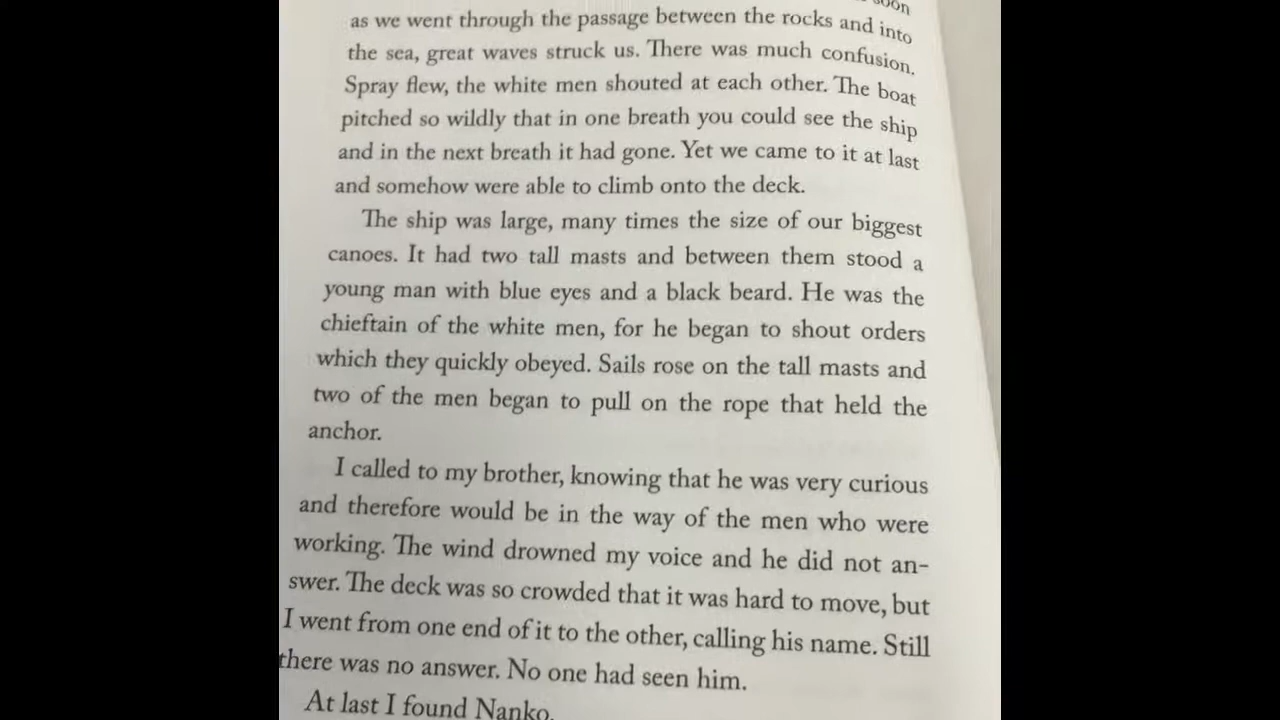 soon
as we went through the passage between the rocks and into
the sea, great waves struck us. There was much confusion.
Spray flew, the white men shouted at each other. The boat
pitched so wildly that in one breath you could see the ship
and in the next breath it had gone. Yet we came to it at last
and somehow were able to climb onto the deck.
The ship was large, many times the size of our biggest
canoes. It had two tall masts and between them stood a
young man with blue eyes and a black beard. He was the
chieftain of the white men, for he began to shout orders
which they quickly obeyed. Sails rose on the tall masts and
two of the men began to pull on the rope that held the
anchor.
I called to my brother, knowing that he was very curious
and therefore would be in the way of the men who were
working. The wind drowned my voice and he did not an-
swer. The deck was so crowded that it was hard to move, but
I went from one end of it to the other, calling his name. Still
there was no answer. No one had seen him.
At last I found Nanko.